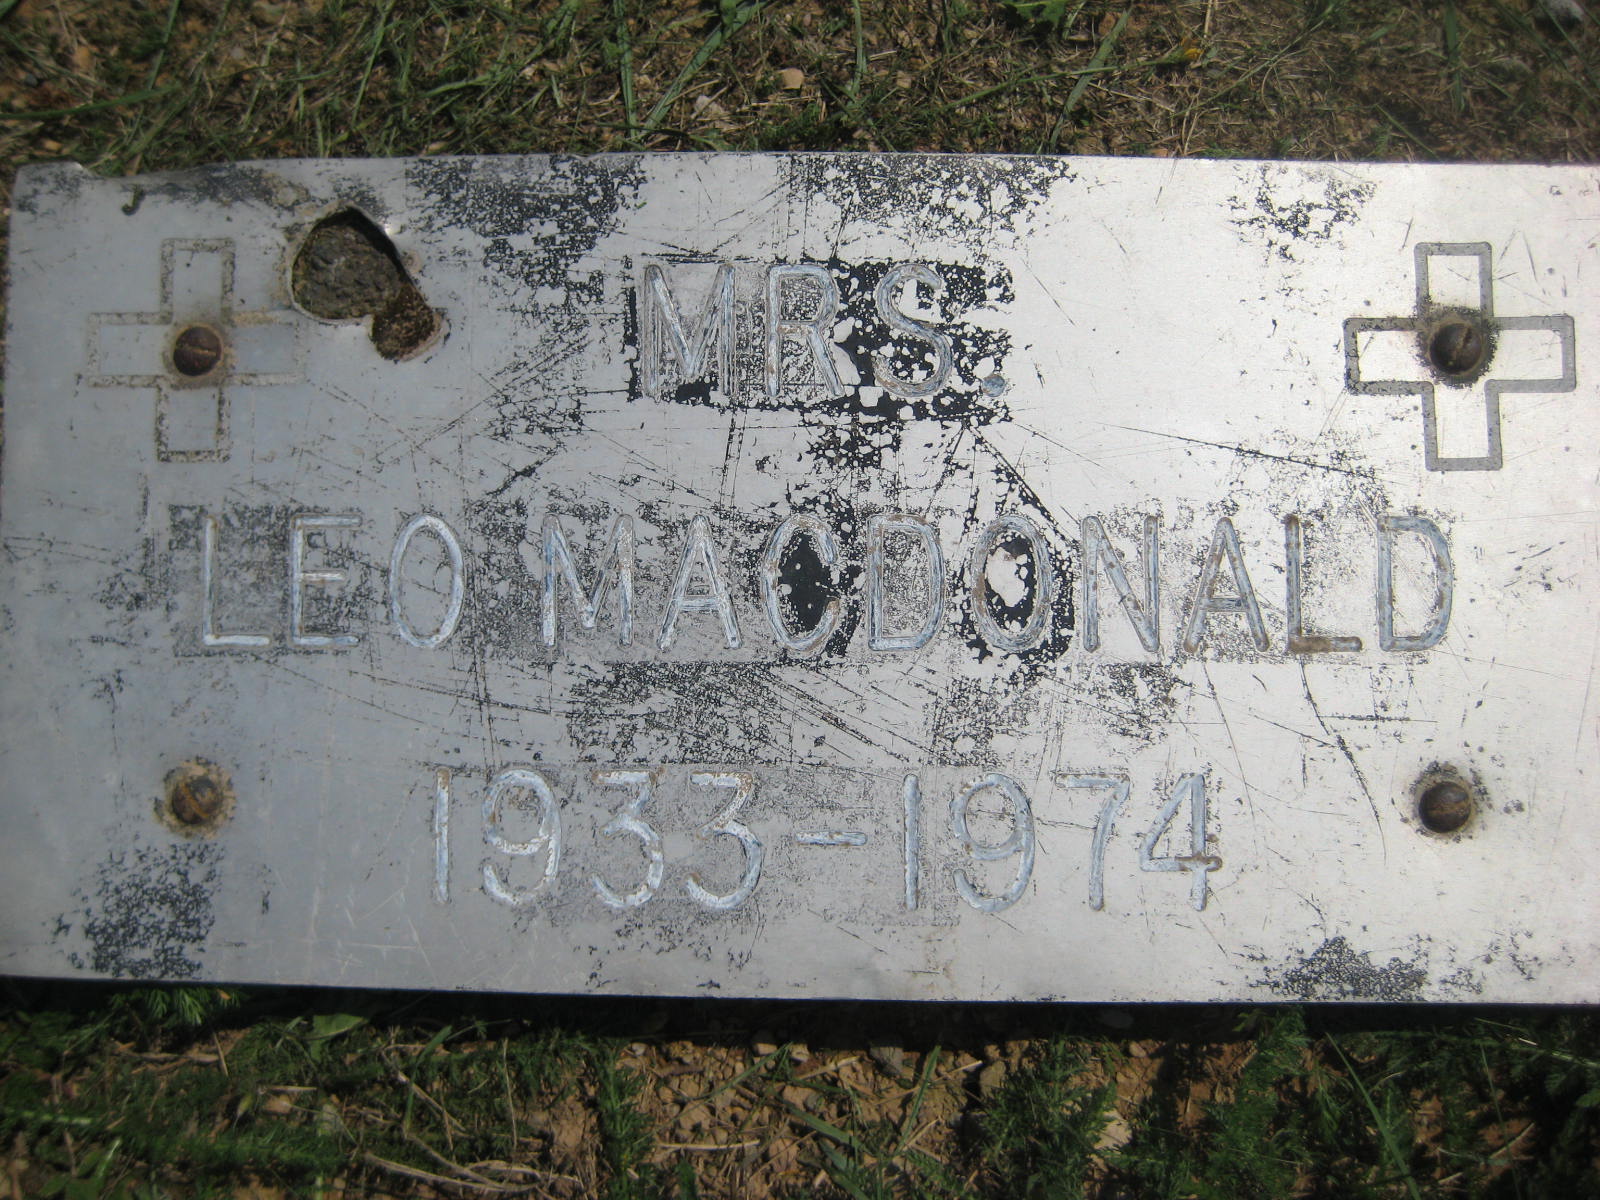 MRS.
LEO MACDONALD
1933-1974